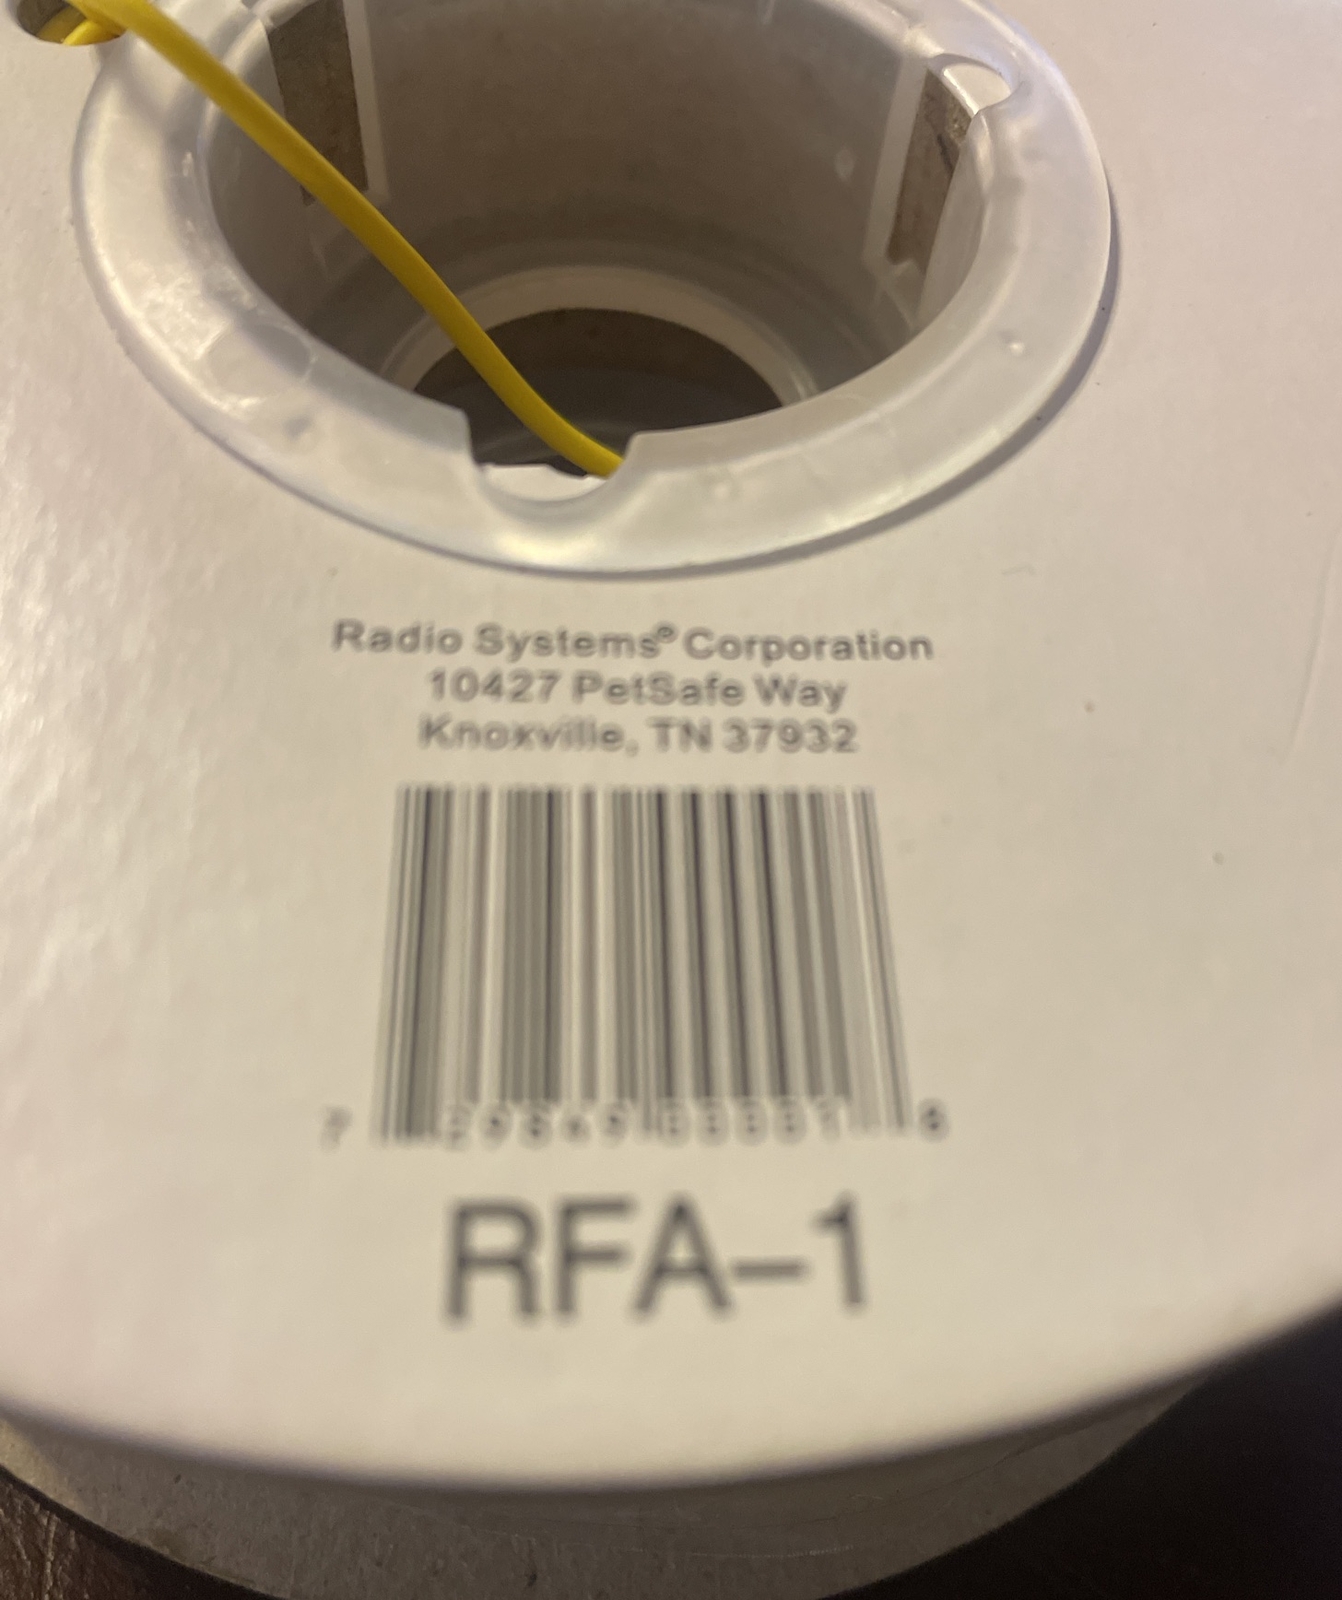 Radio Systems® Corporation
10427 PetSafe Way
Knoxville, TN 37932
RFA-1